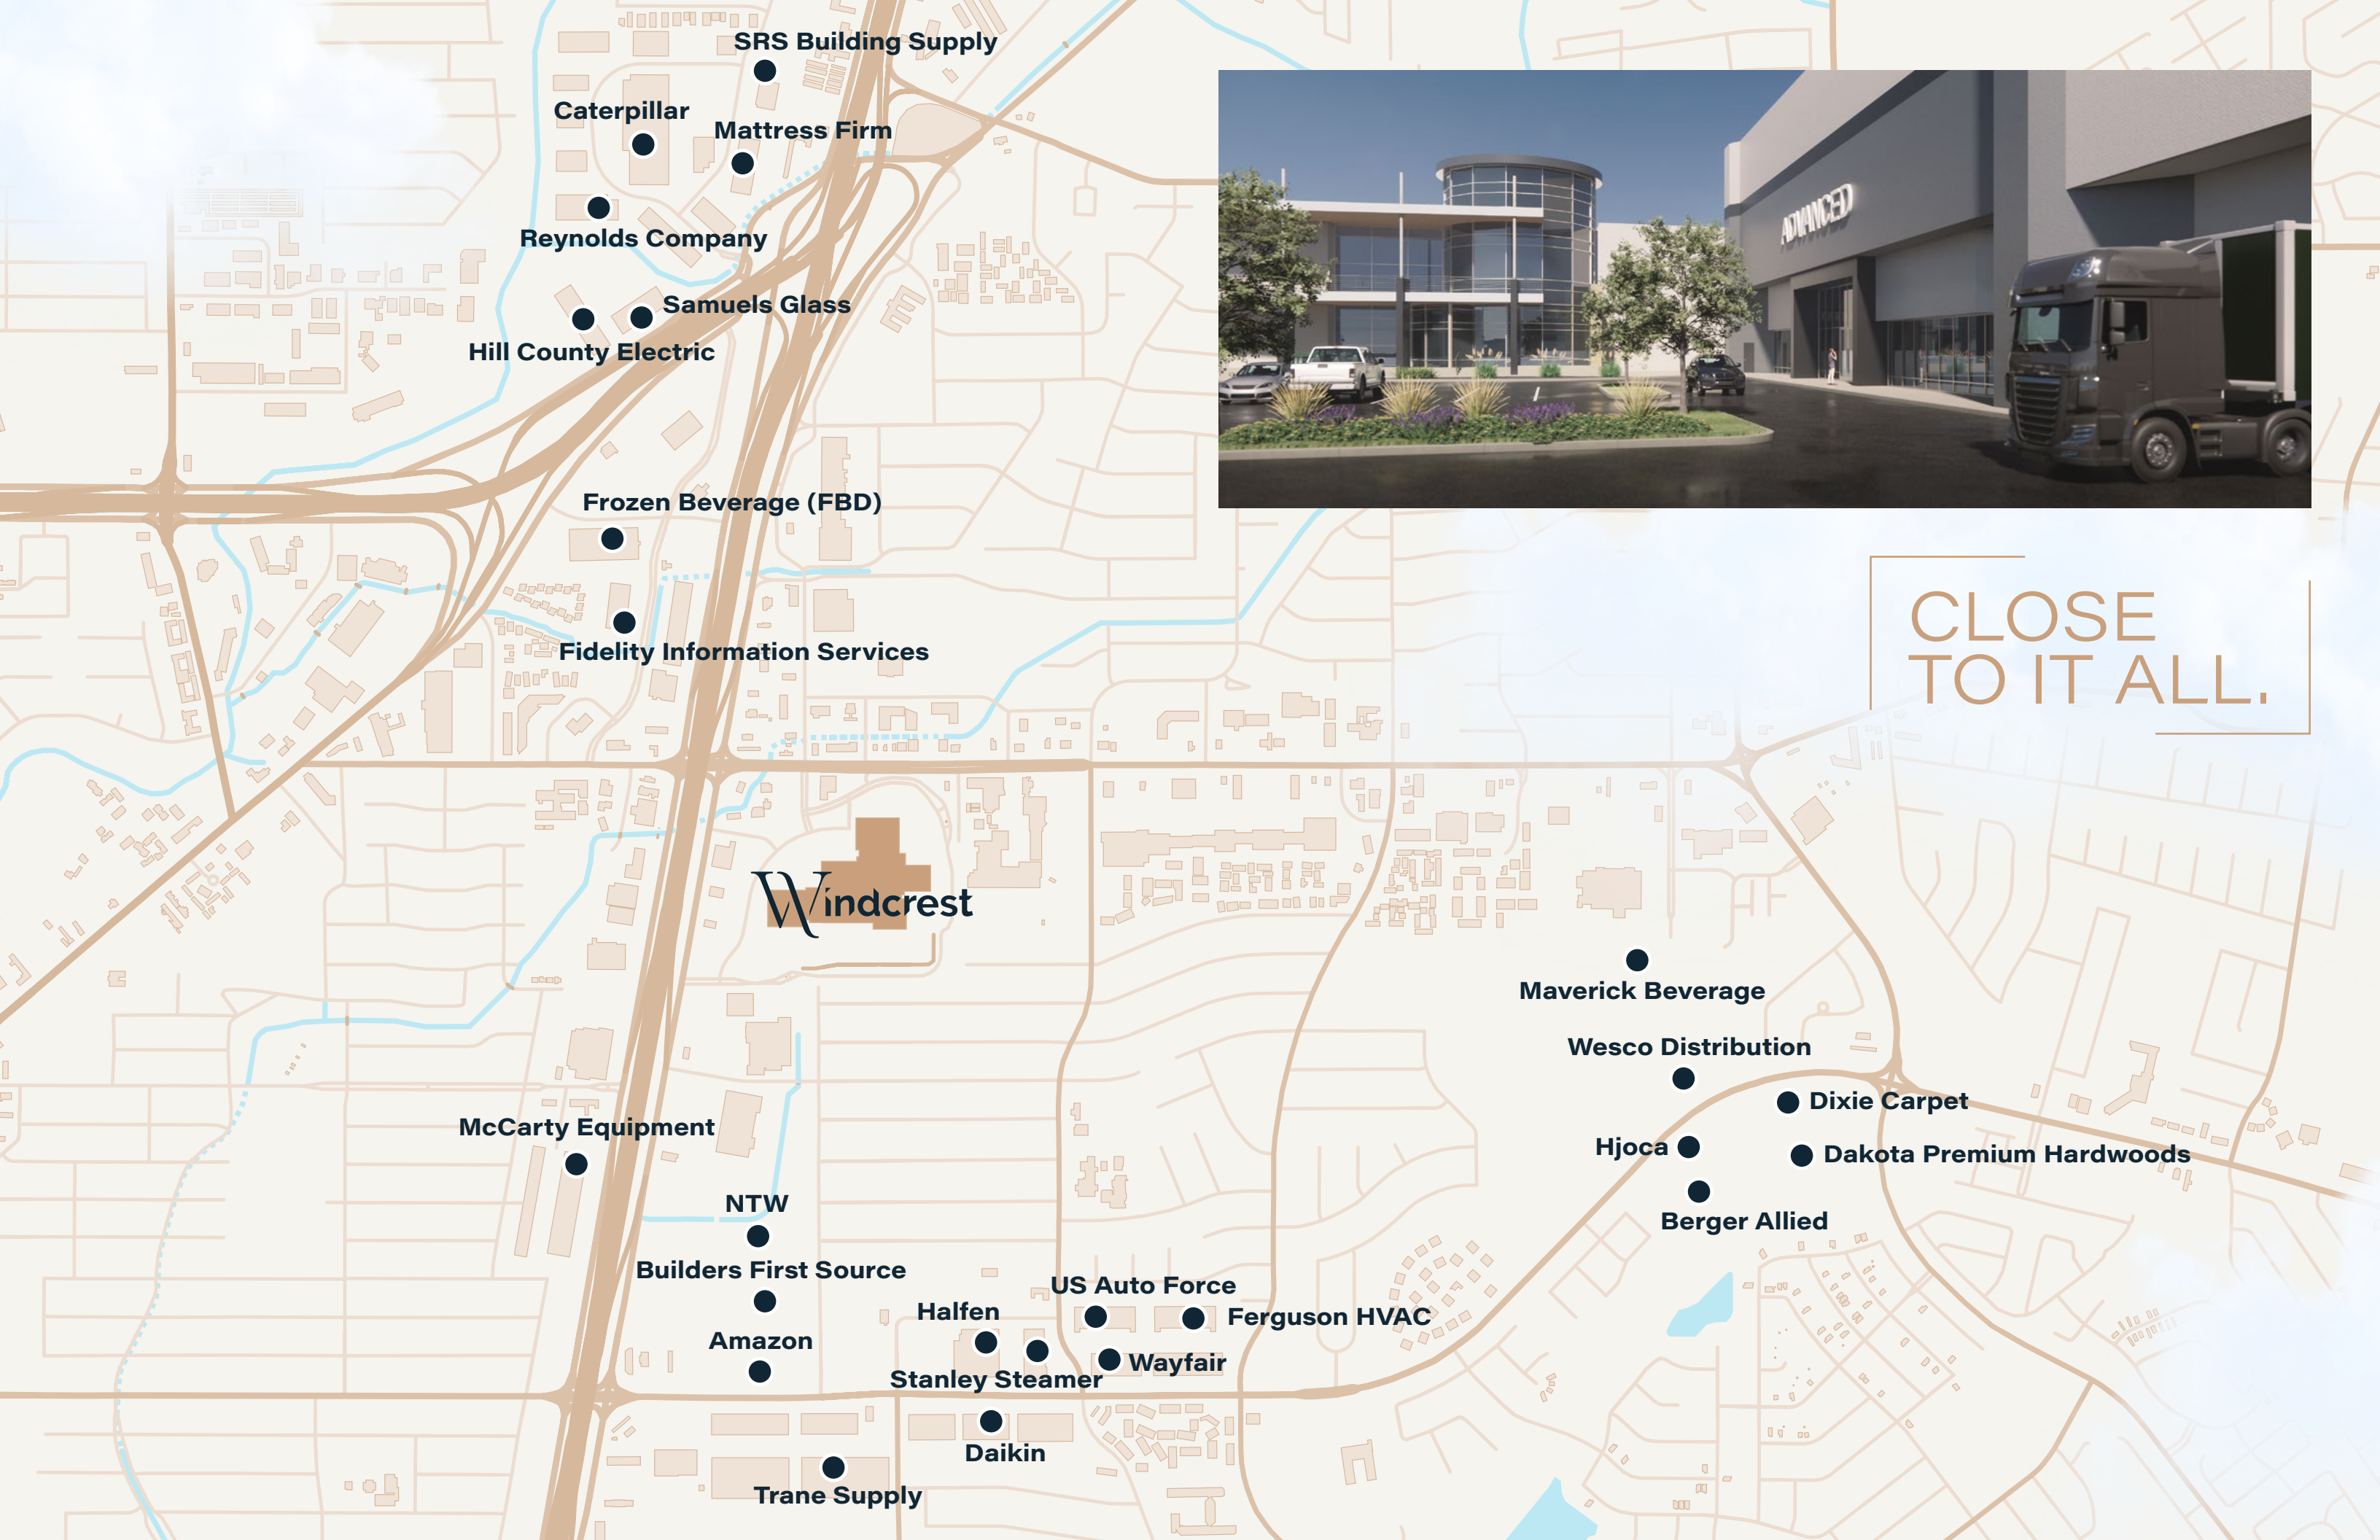 SRS Building Supply
Caterpillar
Mattress Firm
Reynolds Company
Samuels Glass
Hill County Electric
ADVANCED
Frozen Beverage (FBD)
Fidelity Information Services
CLOSE
TO IT ALL.
Windcrest
Maverick Beverage
Wesco Distribution
Dixie Carpet
McCarty Equipment
Hjoca
Dakota Premium Hardwoods
NTW
Berger Allied
Builders First Source
US Auto Force
Halfen
Ferguson HVAC
Amazon
Wayfair
Stanley Steamer
Daikin
Trane Supply